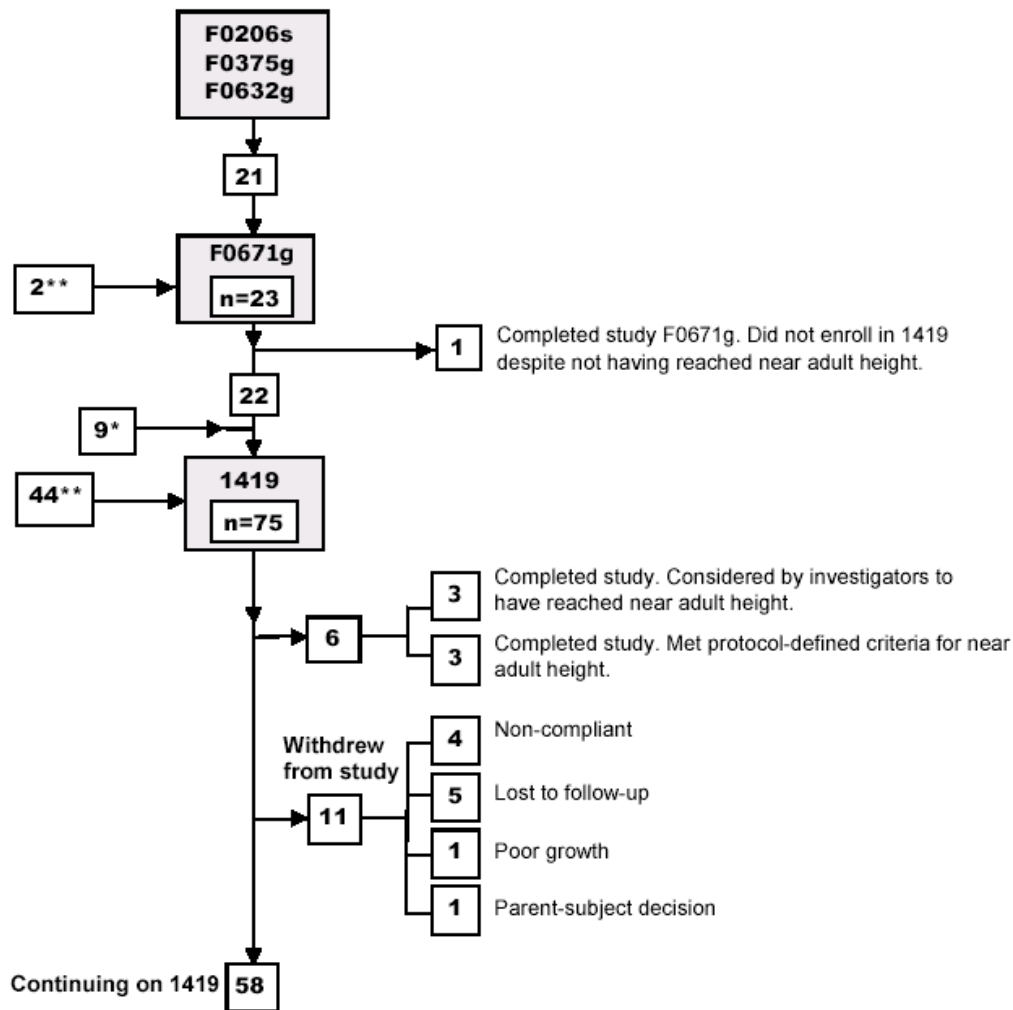 F0206s
F0375g
F0632g
21
F0671g
2**
n=23
1
Completed study F0671g. Did not enroll in 1419
despite not having reached near adult height.
22
9*
1419
44**
n=75
3
Completed study. Considered by investigators to
have reached near adult height.
6
3
Completed study. Met protocol-defined criteria for near
adult height.
Withdrew
from study
4
Non-compliant
5
Lost to follow-up
11
1
Poor growth
1
Parent-subject decision
Continuing on 1419
58